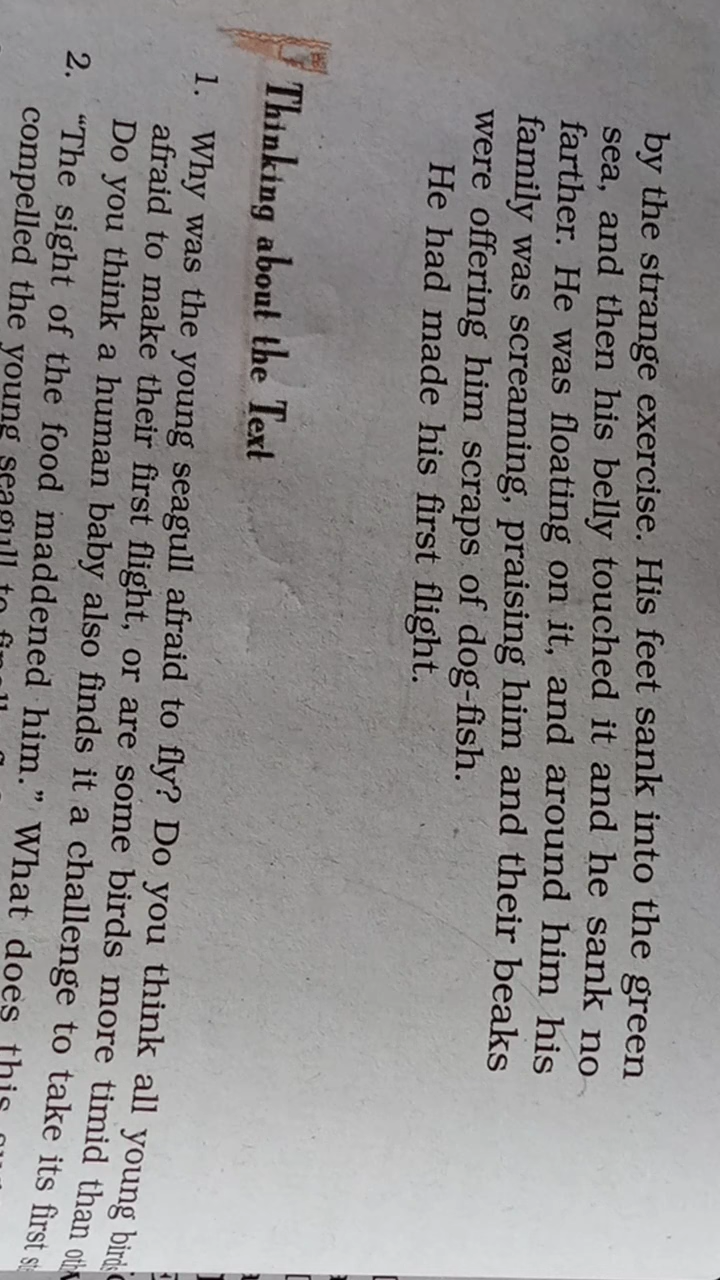 by the strange exercise. His feet sank into the green
sea, and then his belly touched it and he sank no
farther. He was floating on it, and around him his
family was screaming, praising him and their beaks
were offering him scraps of dog-fish.
He had made his first flight.
Thinking about the Text
1. Why was the young seagull afraid to fly? Do you think all young birds
afraid to make their first flight, or are some birds more timid than
Do you think a human baby also finds it a challenge to take its first
2. “The sight of the food maddened him.” What does this
compelled the young seagull to